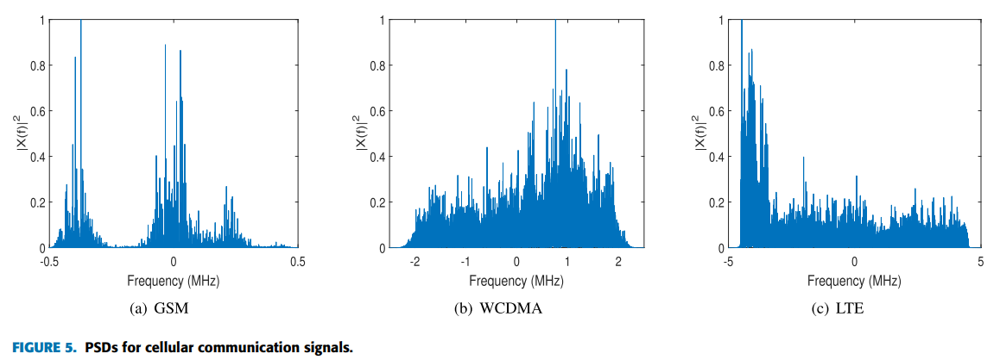 1
0.8
0.6
0.4
0.2
0
|X(f)|²
-0.5 0 0.5
Frequency (MHz)
(a) GSM
1
0.8
0.6
0.4
0.2
0
|X(f)|²
-2 -1 0 1 2
Frequency (MHz)
(b) WCDMA
1
0.8
0.6
0.4
0.2
0
|X(f)|²
-5 0 5
Frequency (MHz)
(c) LTE
FIGURE 5. PSDs for cellular communication signals.